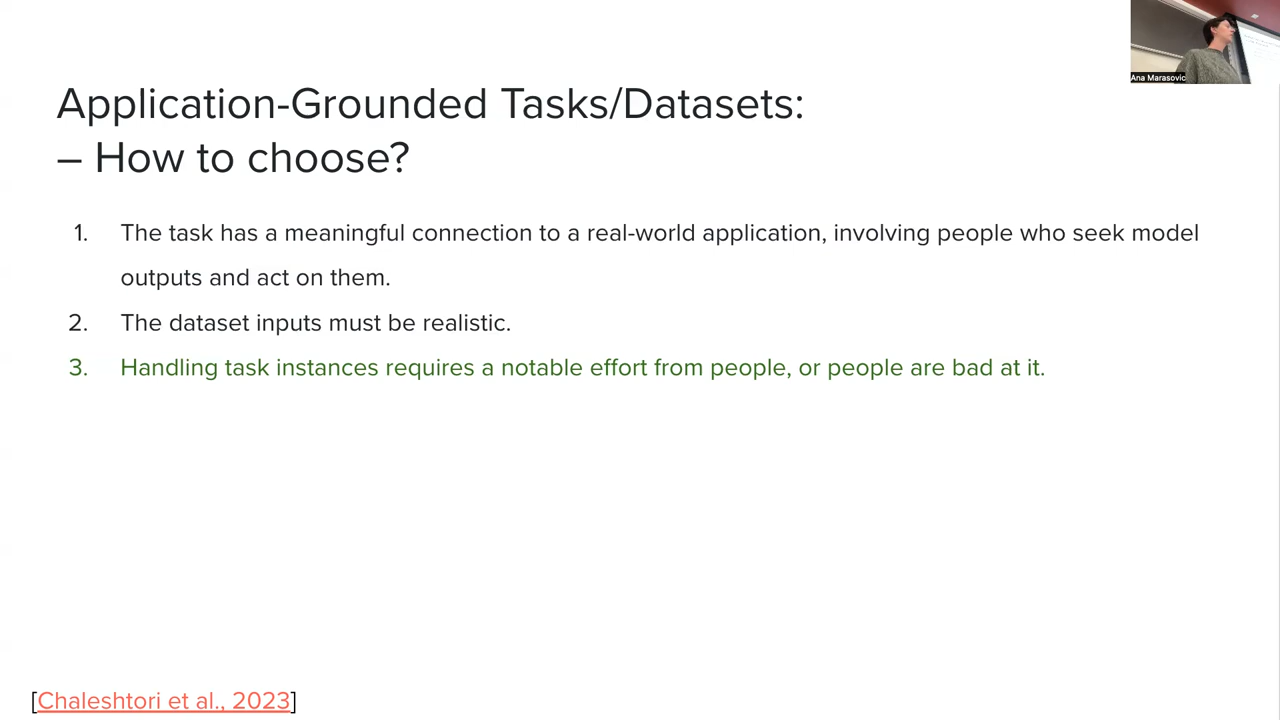 Ana Marasovic
Application-Grounded Tasks/Datasets:
– How to choose?
1. The task has a meaningful connection to a real-world application, involving people who seek model
outputs and act on them.
2. The dataset inputs must be realistic.
3. Handling task instances requires a notable effort from people, or people are bad at it.
[Chaleshtori et al., 2023]